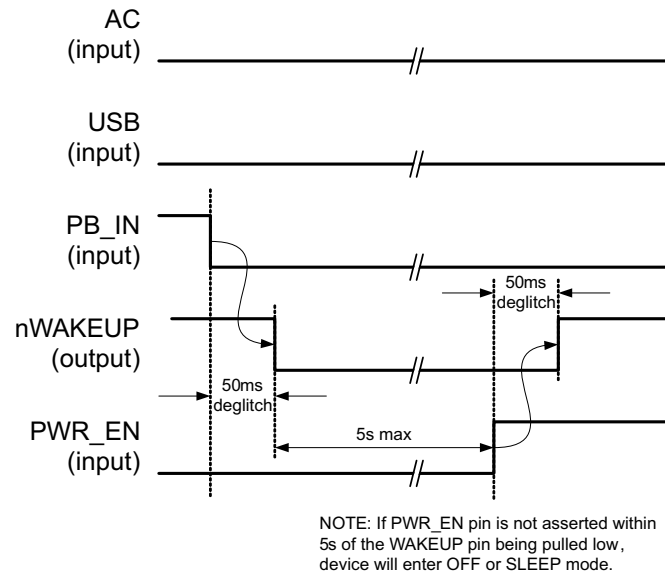 AC
(input)
USB
(input)
PB_IN
(input)
50ms
deglitch
nWAKEUP
(output)
50ms
deglitch
PWR_EN
(input)
5s max
NOTE: If PWR_EN pin is not asserted within
5s of the WAKEUP pin being pulled low,
device will enter OFF or SLEEP mode.